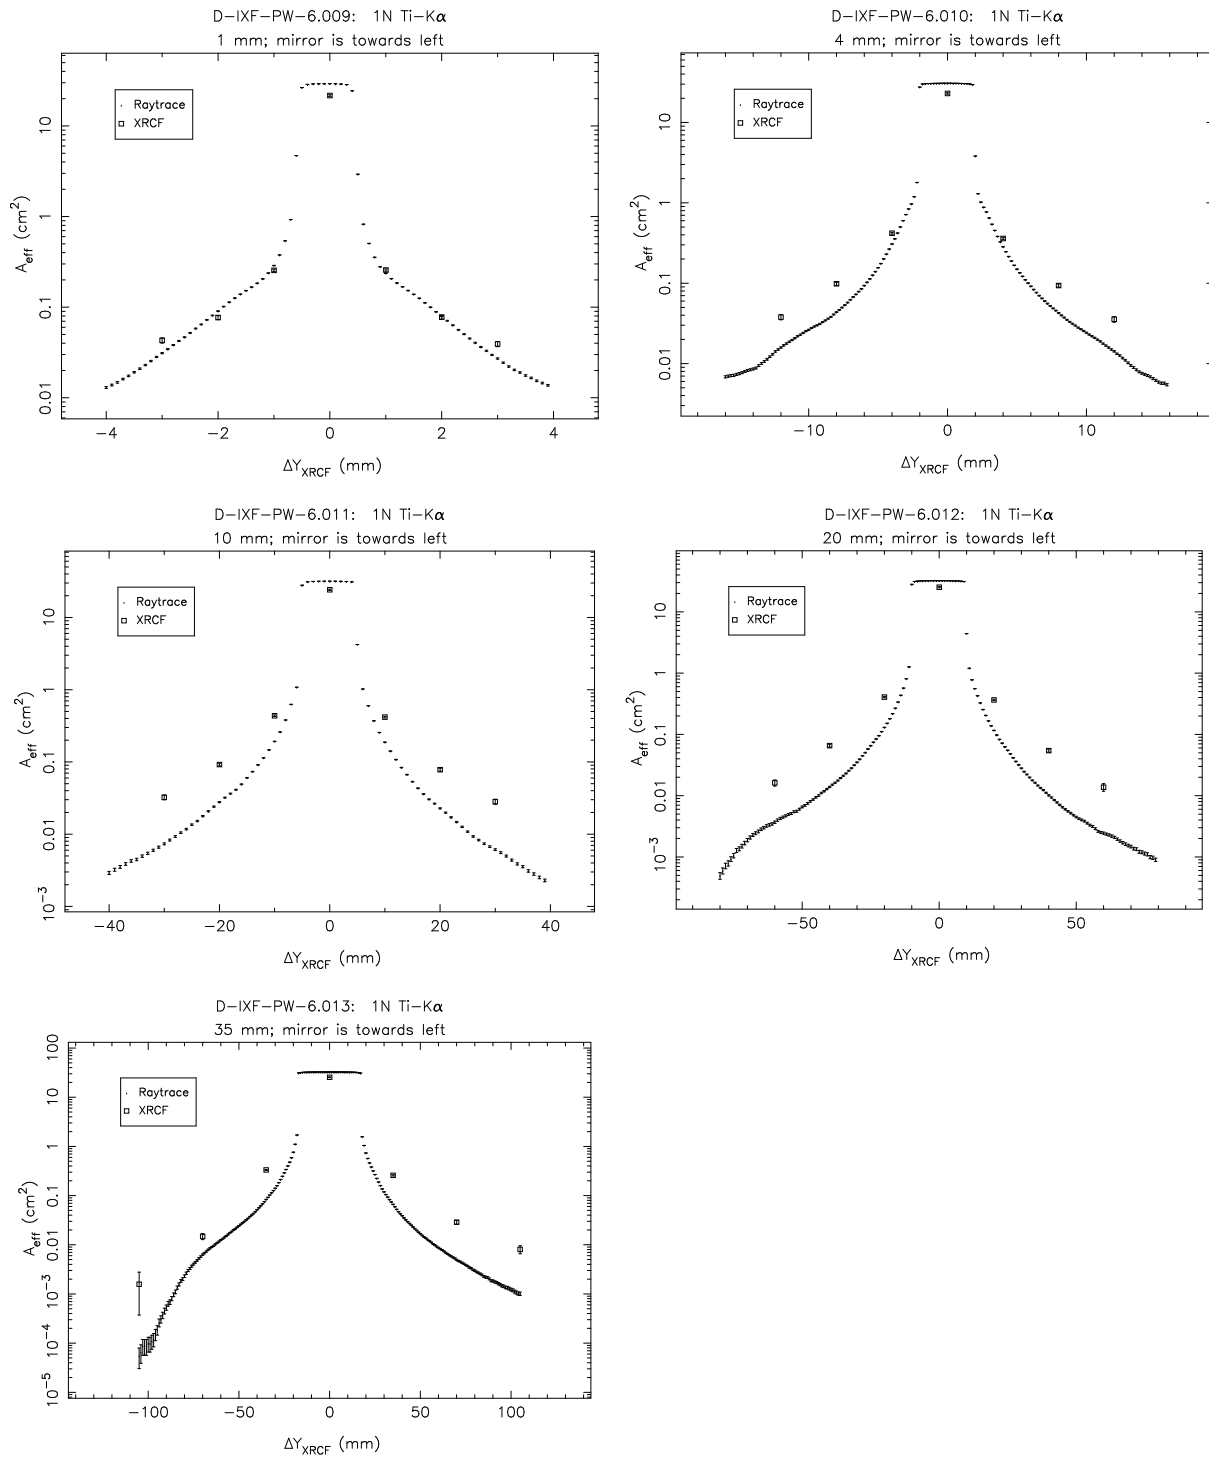 D-IXF-PW-6.009: 1N Ti-Kα
1 mm; mirror is towards left
Raytrace
XRCF
10
1
0.1
0.01
A_eff (cm²)
−4 −2 0 2 4
ΔY_XRCF (mm)
D-IXF-PW-6.010: 1N Ti-Kα
4 mm; mirror is towards left
Raytrace
XRCF
10
1
0.1
0.01
A_eff (cm²)
−10 0 10
ΔY_XRCF (mm)
D-IXF-PW-6.011: 1N Ti-Kα
10 mm; mirror is towards left
Raytrace
XRCF
10
1
0.1
0.01
10⁻³
A_eff (cm²)
−40 −20 0 20 40
ΔY_XRCF (mm)
D-IXF-PW-6.012: 1N Ti-Kα
20 mm; mirror is towards left
Raytrace
XRCF
10
1
0.1
0.01
10⁻³
A_eff (cm²)
−50 0 50
ΔY_XRCF (mm)
D-IXF-PW-6.013: 1N Ti-Kα
35 mm; mirror is towards left
Raytrace
XRCF
100
10
1
0.1
0.01
10⁻³
10⁻⁴
10⁻⁵
A_eff (cm²)
−100 −50 0 50 100
ΔY_XRCF (mm)